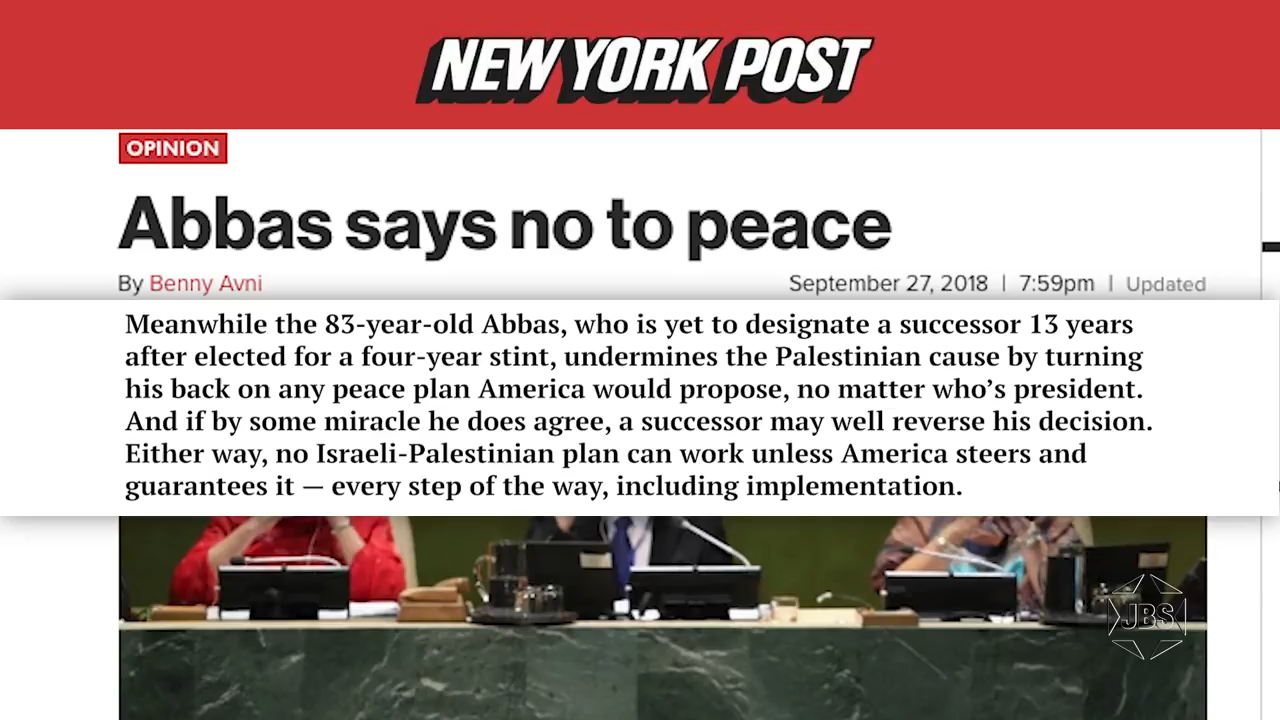 NEW YORK POST
OPINION
Abbas says no to peace
By Benny Avni
September 27, 2018 | 7:59pm | Updated
Meanwhile the 83-year-old Abbas, who is yet to designate a successor 13 years
after elected for a four-year stint, undermines the Palestinian cause by turning
his back on any peace plan America would propose, no matter who’s president.
And if by some miracle he does agree, a successor may well reverse his decision.
Either way, no Israeli-Palestinian plan can work unless America steers and
guarantees it — every step of the way, including implementation.
JBS